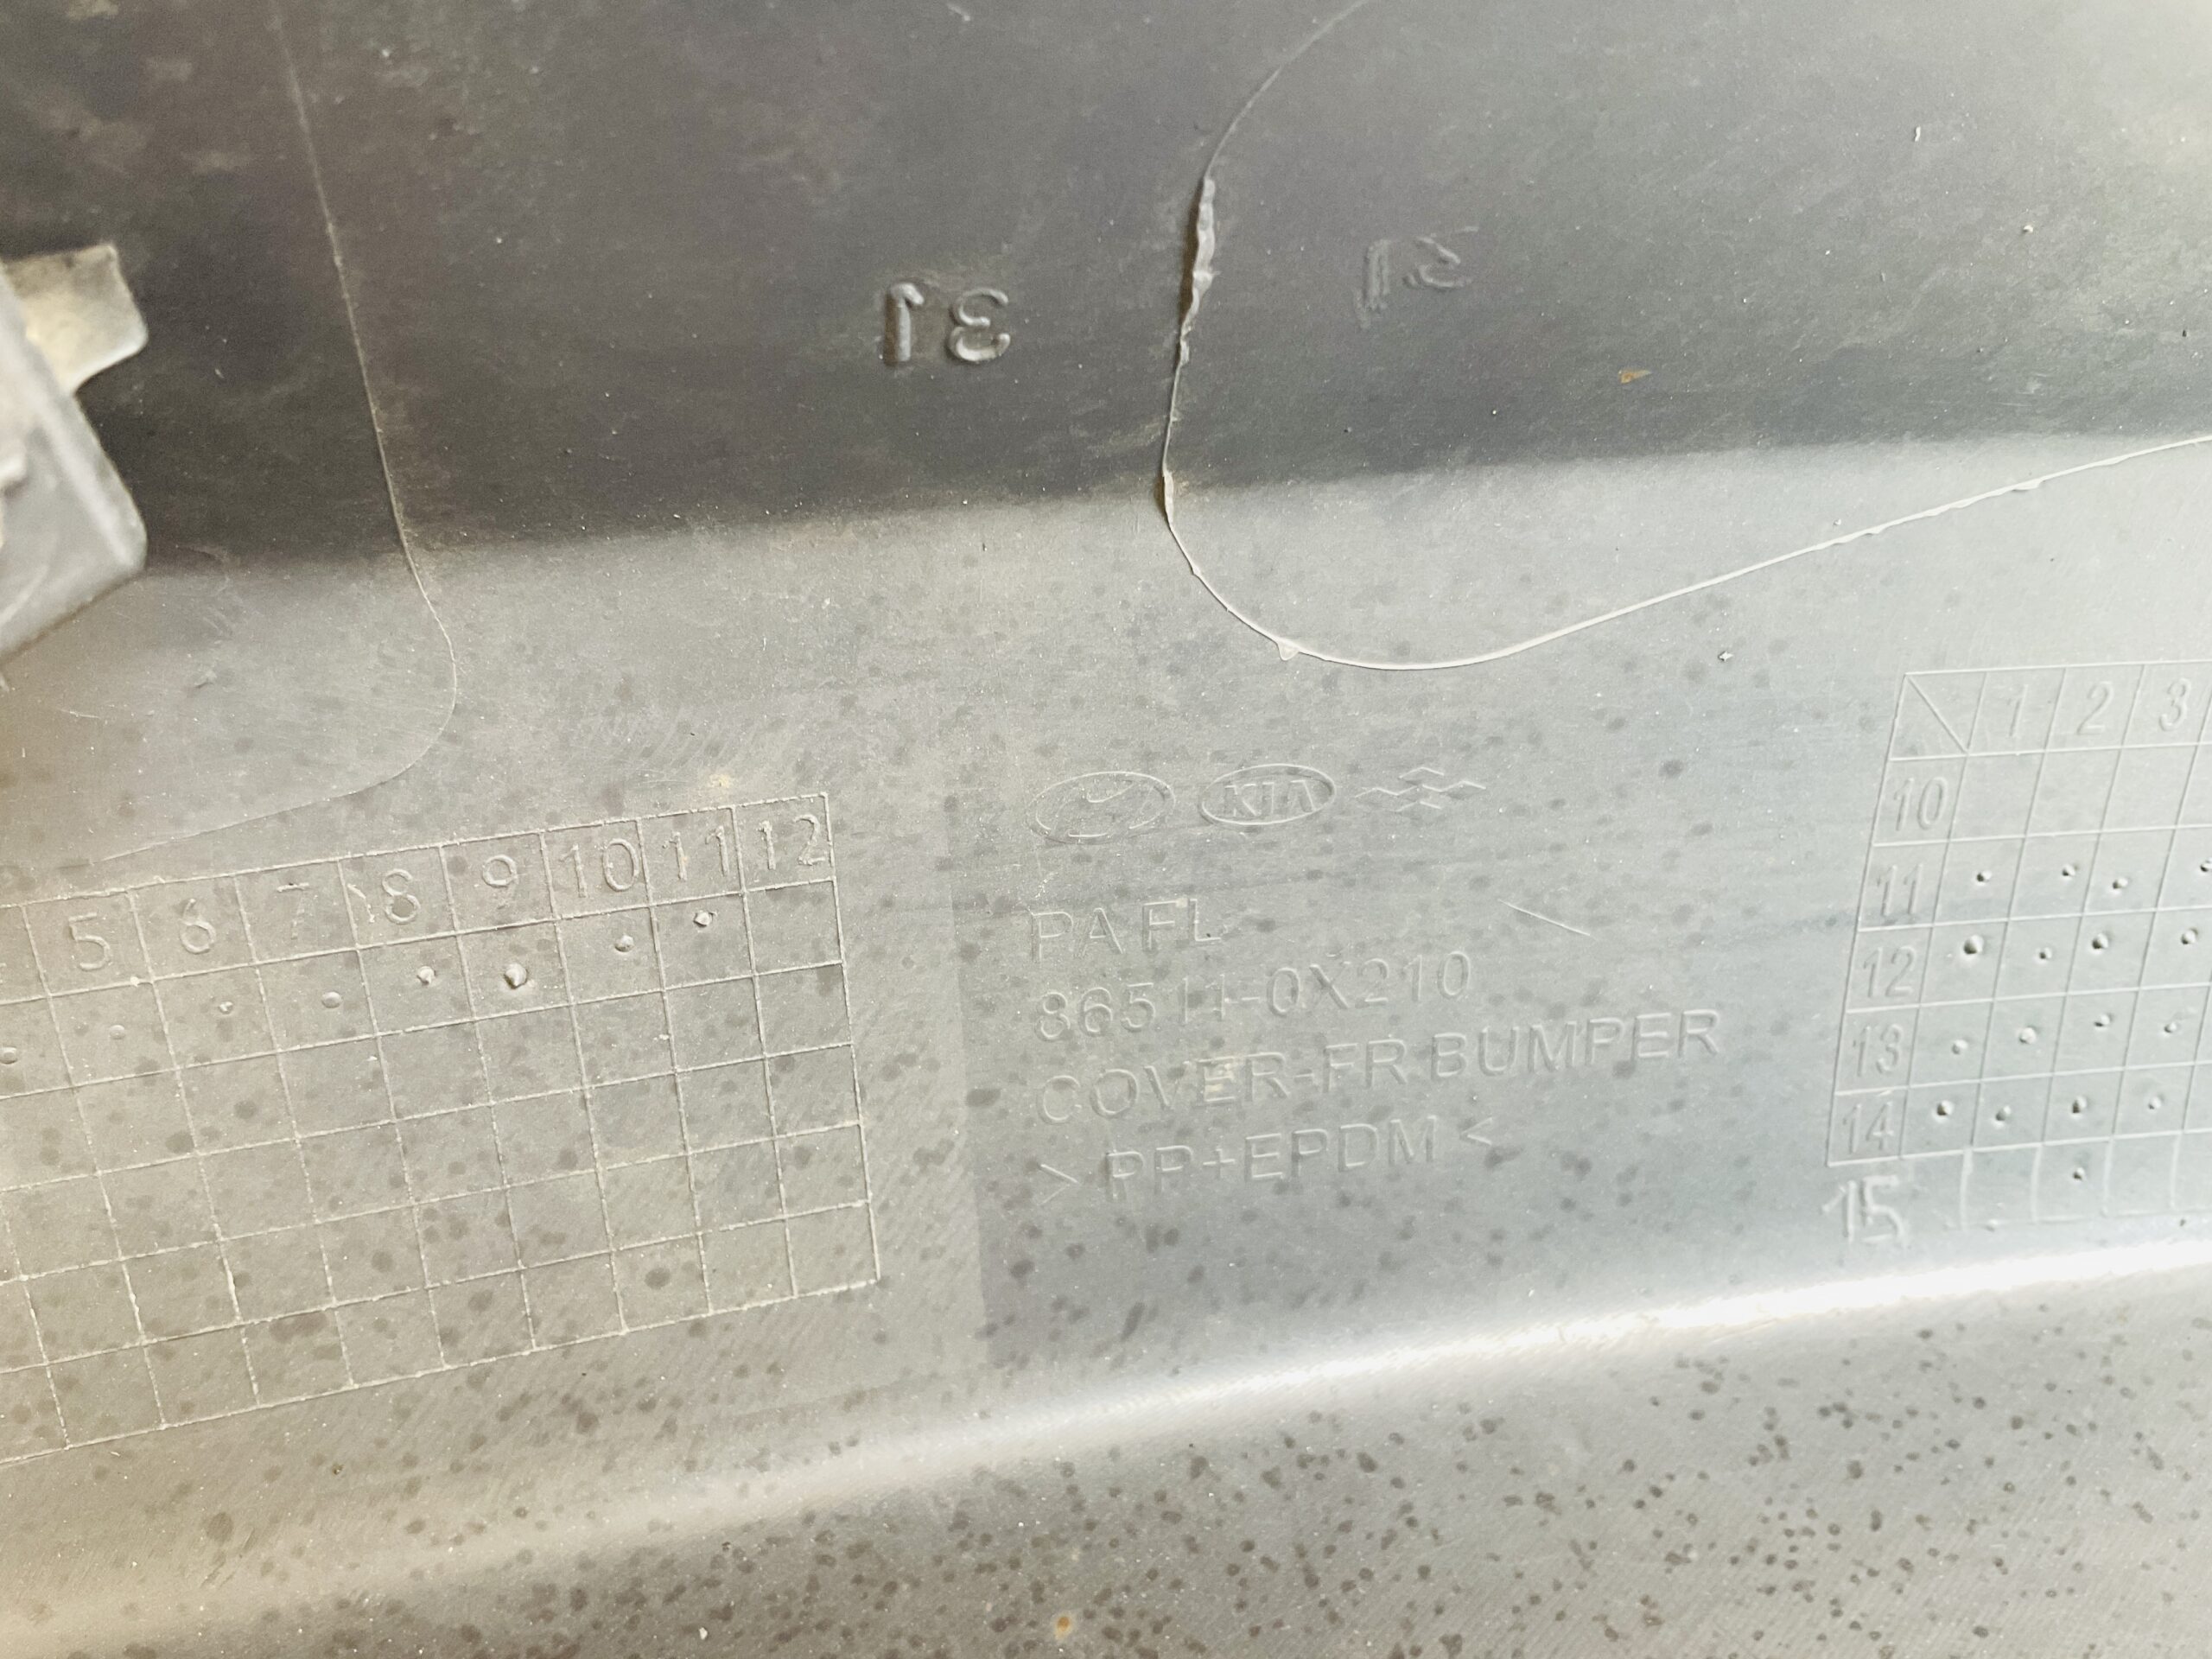 31
KIA
PA FL
86511-0X210
COVER-FR BUMPER
> PP+EPDM <
5 6 7 8 9 10 11 12
1 2 3
10
11
12
13
14
15